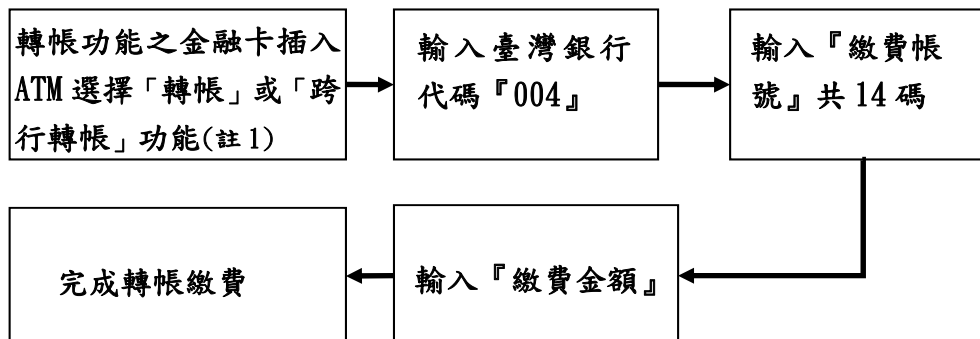 轉帳功能之金融卡插入
ATM 選擇「轉帳」或「跨
行轉帳」功能(註 1)
輸入臺灣銀行
代碼『004』
輸入『繳費帳
號』共 14 碼
輸入『繳費金額』
完成轉帳繳費